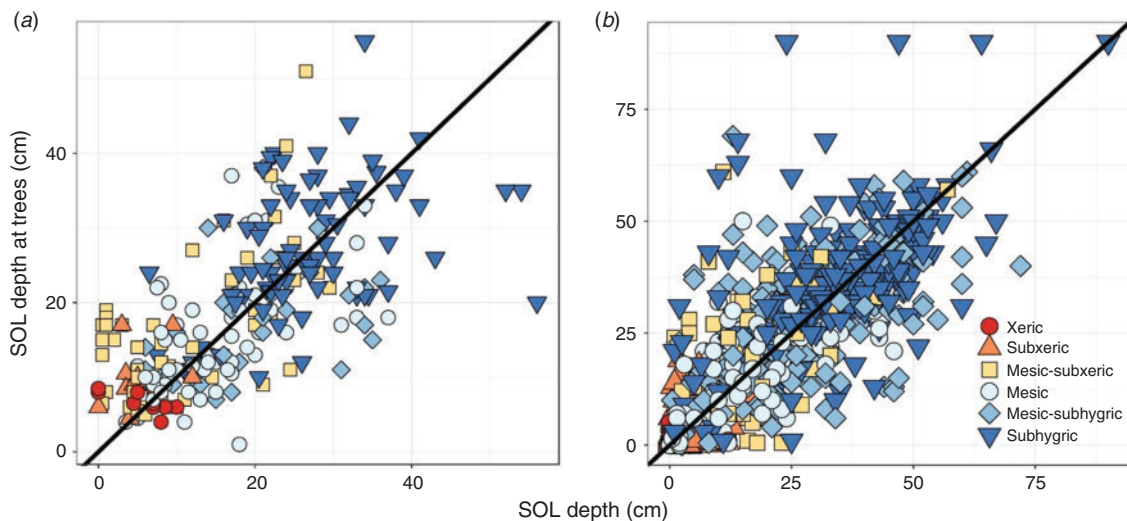 (a)
(b)
SOL depth at trees (cm)
40
20
0
0
20
40
75
50
25
0
0
25
50
75
Xeric
Subxeric
Mesic-subxeric
Mesic
Mesic-subhygric
Subhygric
SOL depth (cm)